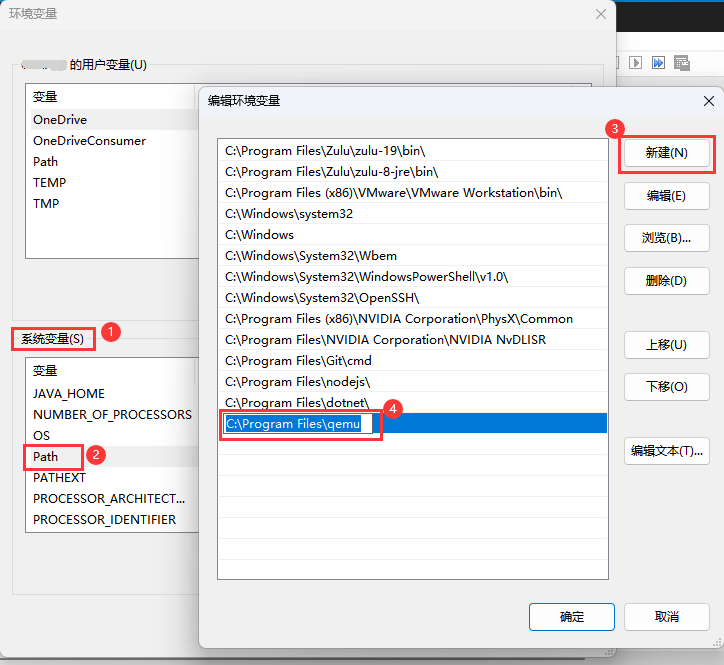 环境变量
的用户变量(U)
变量
OneDrive
OneDriveConsumer
Path
TEMP
TMP
系统变量(S)
1
变量
JAVA_HOME
NUMBER_OF_PROCESSORS
OS
Path
2
PATHEXT
PROCESSOR_ARCHITECT...
PROCESSOR_IDENTIFIER
编辑环境变量
C:\Program Files\Zulu\zulu-19\bin\
C:\Program Files\Zulu\zulu-8-jre\bin\
C:\Program Files (x86)\VMware\VMware Workstation\bin\
C:\Windows\system32
C:\Windows
C:\Windows\System32\Wbem
C:\Windows\System32\WindowsPowerShell\v1.0\
C:\Windows\System32\OpenSSH\
C:\Program Files (x86)\NVIDIA Corporation\PhysX\Common
C:\Program Files\NVIDIA Corporation\NVIDIA NvDLISR
C:\Program Files\Git\cmd
C:\Program Files\nodejs\
C:\Program Files\dotnet\
4
C:\Program Files\qemu
3
新建(N)
编辑(E)
浏览(B)...
删除(D)
上移(U)
下移(O)
编辑文本(T)...
确定
取消